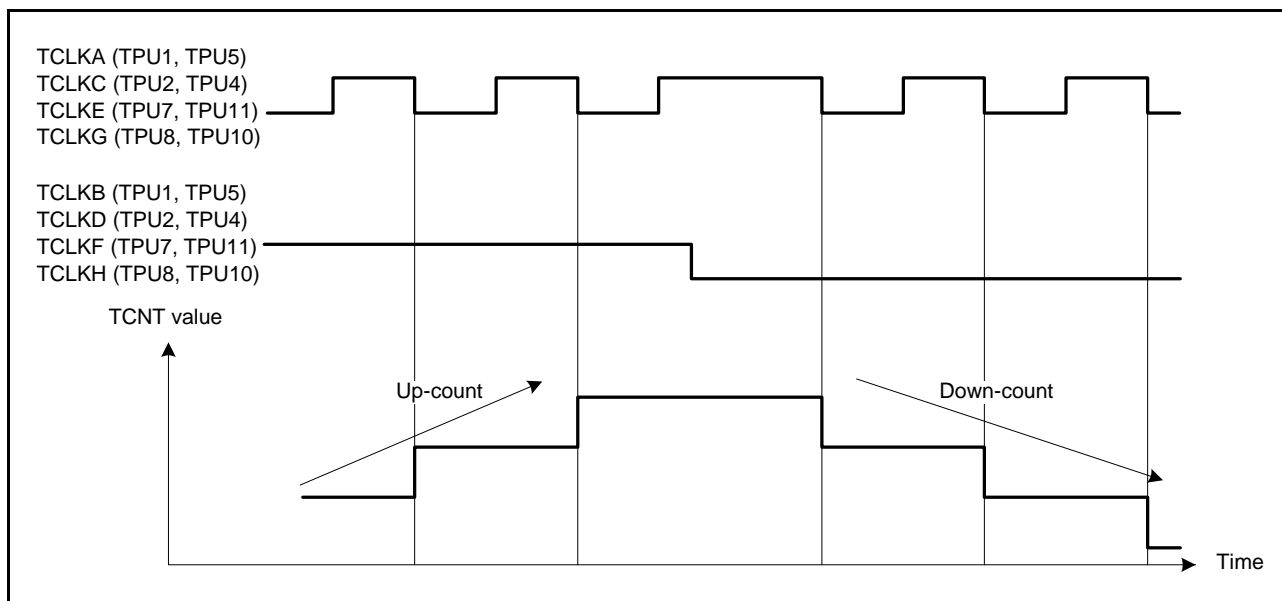 TCLKA (TPU1, TPU5)
TCLKC (TPU2, TPU4)
TCLKE (TPU7, TPU11)
TCLKG (TPU8, TPU10)
TCLKB (TPU1, TPU5)
TCLKD (TPU2, TPU4)
TCLKF (TPU7, TPU11)
TCLKH (TPU8, TPU10)
TCNT value
Up-count
Down-count
Time